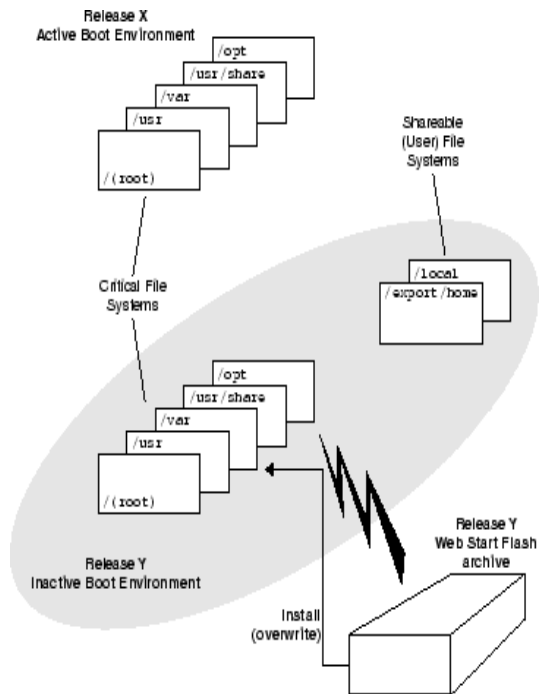 Release X
Active Boot Environment
/opt
/usr/share
/var
/usr
/(root)
Shareable
(User) File
Systems
/local
/export/home
Critical File
Systems
/opt
/usr/share
/var
/usr
/(root)
Release Y
Inactive Boot Environment
Release Y
Web Start Flash
archive
Install
(overwrite)